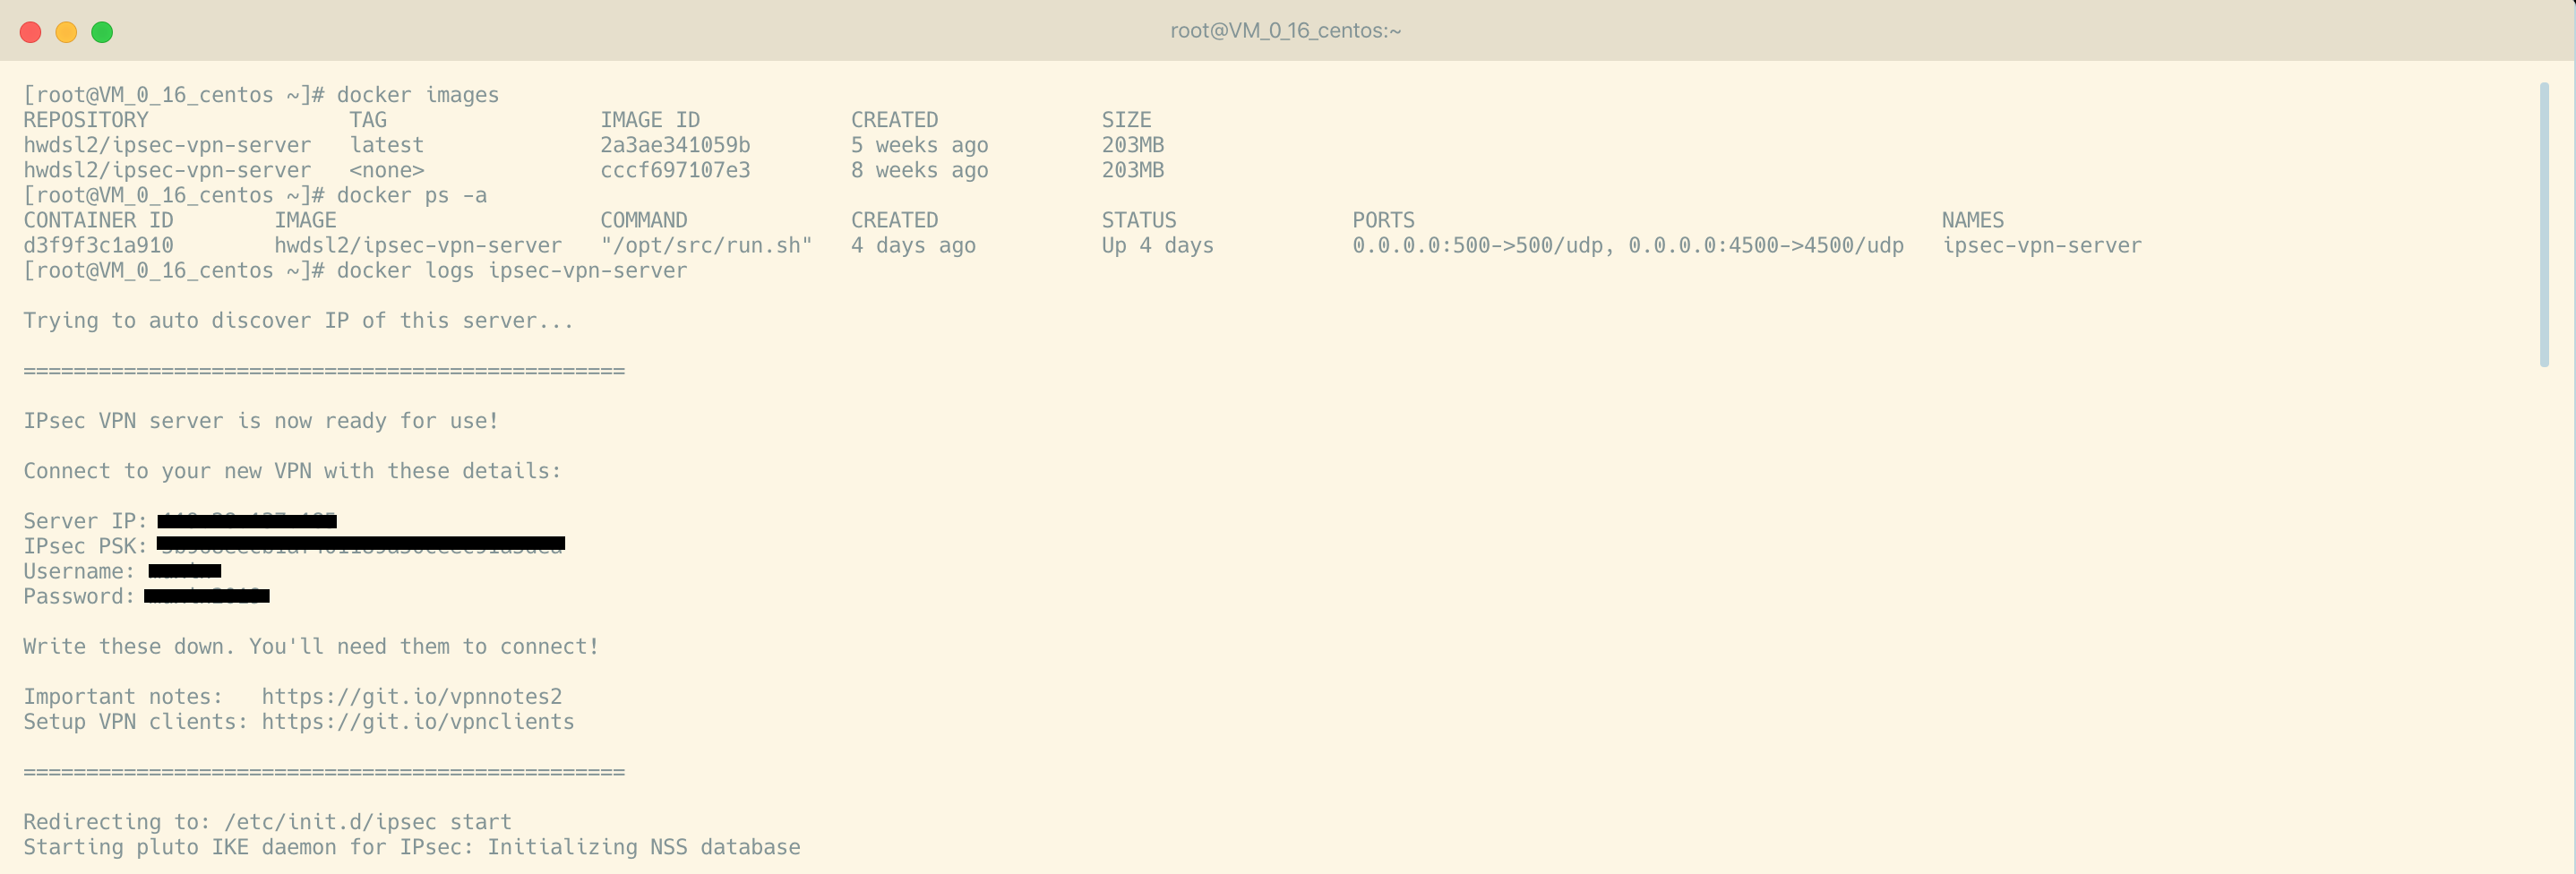 root@VM_0_16_centos:~
[root@VM_0_16_centos ~]# docker images
REPOSITORY                TAG                 IMAGE ID            CREATED             SIZE
hwdsl2/ipsec-vpn-server   latest              2a3ae341059b        5 weeks ago         203MB
hwdsl2/ipsec-vpn-server   <none>              cccf697107e3        8 weeks ago         203MB
[root@VM_0_16_centos ~]# docker ps -a
CONTAINER ID        IMAGE                     COMMAND             CREATED             STATUS              PORTS                                          NAMES
d3f9f3c1a910        hwdsl2/ipsec-vpn-server   "/opt/src/run.sh"   4 days ago          Up 4 days           0.0.0.0:500->500/udp, 0.0.0.0:4500->4500/udp   ipsec-vpn-server
[root@VM_0_16_centos ~]# docker logs ipsec-vpn-server
Trying to auto discover IP of this server...
================================================
IPsec VPN server is now ready for use!
Connect to your new VPN with these details:
Server IP:
IPsec PSK:
Username:
Password:
Write these down. You'll need them to connect!
Important notes:   https://git.io/vpnnotes2
Setup VPN clients: https://git.io/vpnclients
================================================
Redirecting to: /etc/init.d/ipsec start
Starting pluto IKE daemon for IPsec: Initializing NSS database